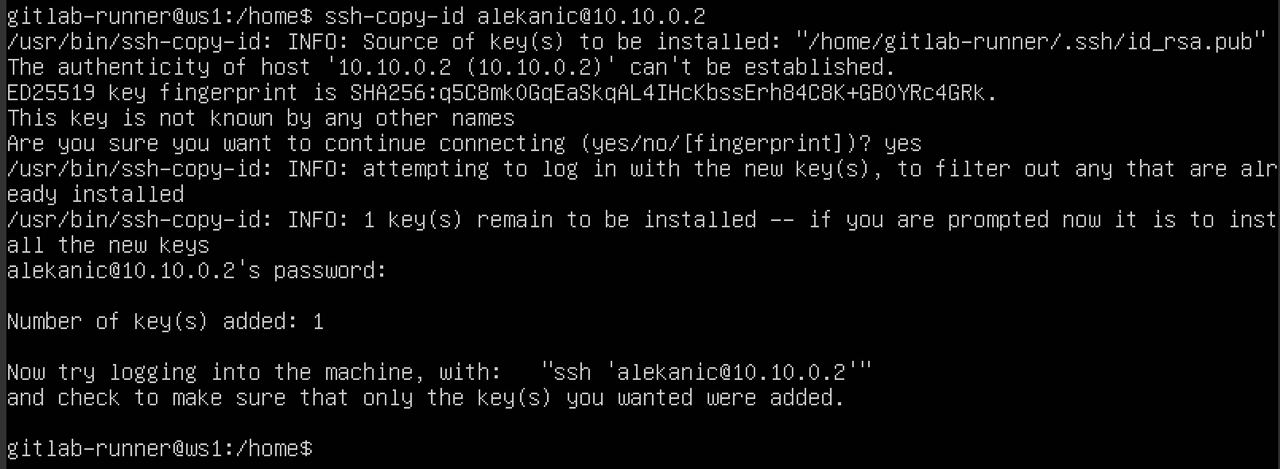 gitlab-runner@ws1:/home$ ssh-copy-id alekanic@10.10.0.2
/usr/bin/ssh-copy-id: INFO: Source of key(s) to be installed: "/home/gitlab-runner/.ssh/id_rsa.pub"
The authenticity of host '10.10.0.2 (10.10.0.2)' can't be established.
ED25519 key fingerprint is SHA256:q5C8mkOGqEaSkqAL4IHcKbssErh84C8K+GBOYRc4GRk.
This key is not known by any other names
Are you sure you want to continue connecting (yes/no/[fingerprint])? yes
/usr/bin/ssh-copy-id: INFO: attempting to log in with the new key(s), to filter out any that are alr
eady installed
/usr/bin/ssh-copy-id: INFO: 1 key(s) remain to be installed -- if you are prompted now it is to inst
all the new keys
alekanic@10.10.0.2's password:
Number of key(s) added: 1
Now try logging into the machine, with:   "ssh 'alekanic@10.10.0.2'"
and check to make sure that only the key(s) you wanted were added.
gitlab-runner@ws1:/home$